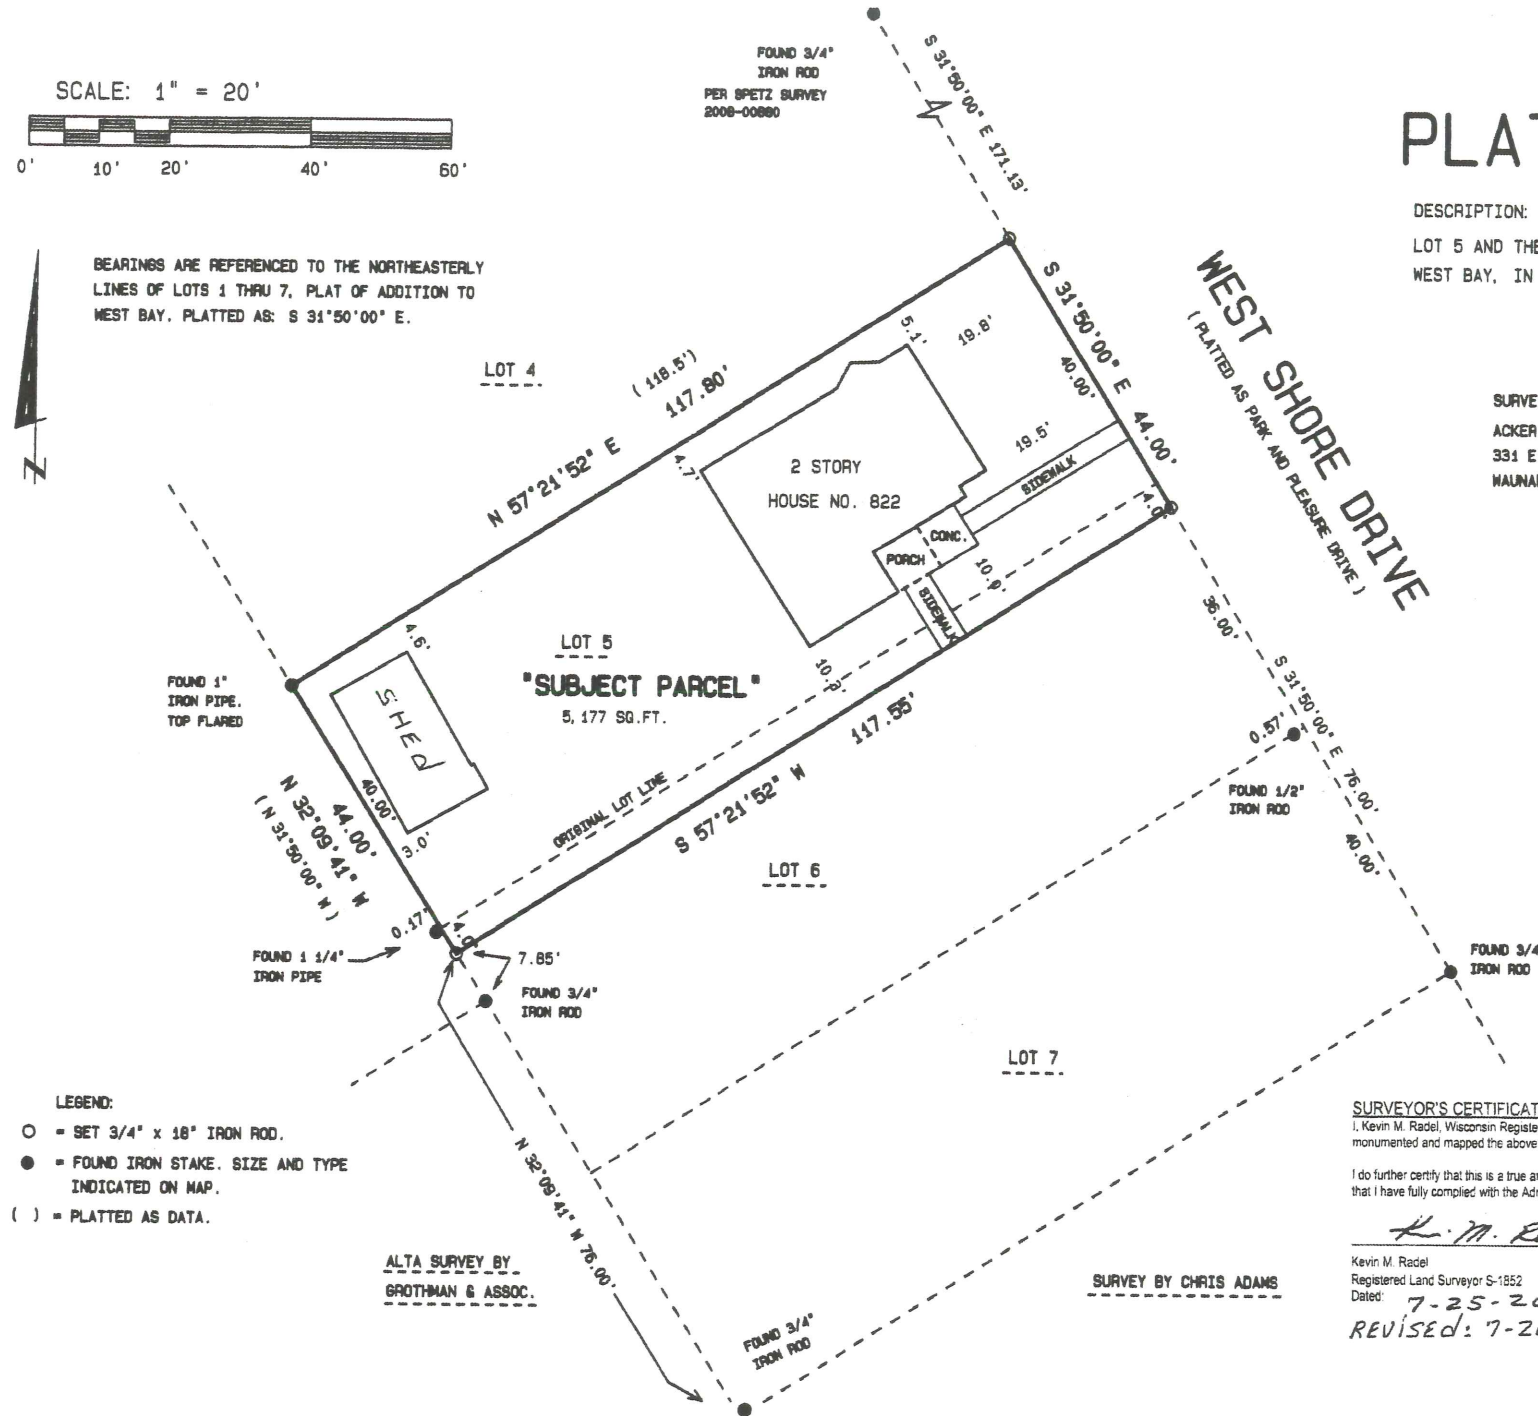 SCALE: 1" = 20'
0' 10' 20' 40' 60'
FOUND 3/4"
IRON ROD
PER SPETZ SURVEY
2008-00880
S 31°50'00" E 171.13'
PLAT
DESCRIPTION:
LOT 5 AND THE
WEST BAY, IN
BEARINGS ARE REFERENCED TO THE NORTHEASTERLY
LINES OF LOTS 1 THRU 7, PLAT OF ADDITION TO
WEST BAY. PLATTED AS: S 31°50'00" E.
N
LOT 4
(118.5')
117.80'
N 57°21'52" E
5.1'
19.8'
S 31°50'00" E 44.00'
40.00'
WEST SHORE DRIVE
( PLATTED AS PARK AND PLEASURE DRIVE )
SURVE
ACKER
331 E
WAUNA
4.7'
2 STORY
HOUSE NO. 822
19.5'
SIDEWALK
4.0'
CONC.
PORCH
SIDEWALK
36.00'
4.6'
LOT 5
"SUBJECT PARCEL"
5,177 SQ.FT.
FOUND 1"
IRON PIPE.
TOP FLARED
SHED
40.00'
3.0'
44.00'
N 32°09'41" W
( N 31°50'00" W )
ORIGINAL LOT LINE
117.55'
S 57°21'52" W
S 31°50'00" E 76.00'
0.57'
FOUND 1/2"
IRON ROD
40.00'
LOT 6
0.17'
4.0'
FOUND 1 1/4"
IRON PIPE
7.85'
FOUND 3/4"
IRON ROD
FOUND 3/4
IRON ROD
LOT 7
LEGEND:
O = SET 3/4" x 18" IRON ROD.
● = FOUND IRON STAKE. SIZE AND TYPE
INDICATED ON MAP.
( ) = PLATTED AS DATA.
N 32°09'41" W 76.00'
ALTA SURVEY BY
GROTHMAN & ASSOC.
FOUND 3/4"
IRON ROD
SURVEY BY CHRIS ADAMS
SURVEYOR'S CERTIFICAT
I, Kevin M. Radel, Wisconsin Registe
monumented and mapped the above
I do further certify that this is a true a
that I have fully complied with the Ad
Kevin M. Radel
Registered Land Surveyor S-1852
Dated: 7-25-20
REVISED: 7-2